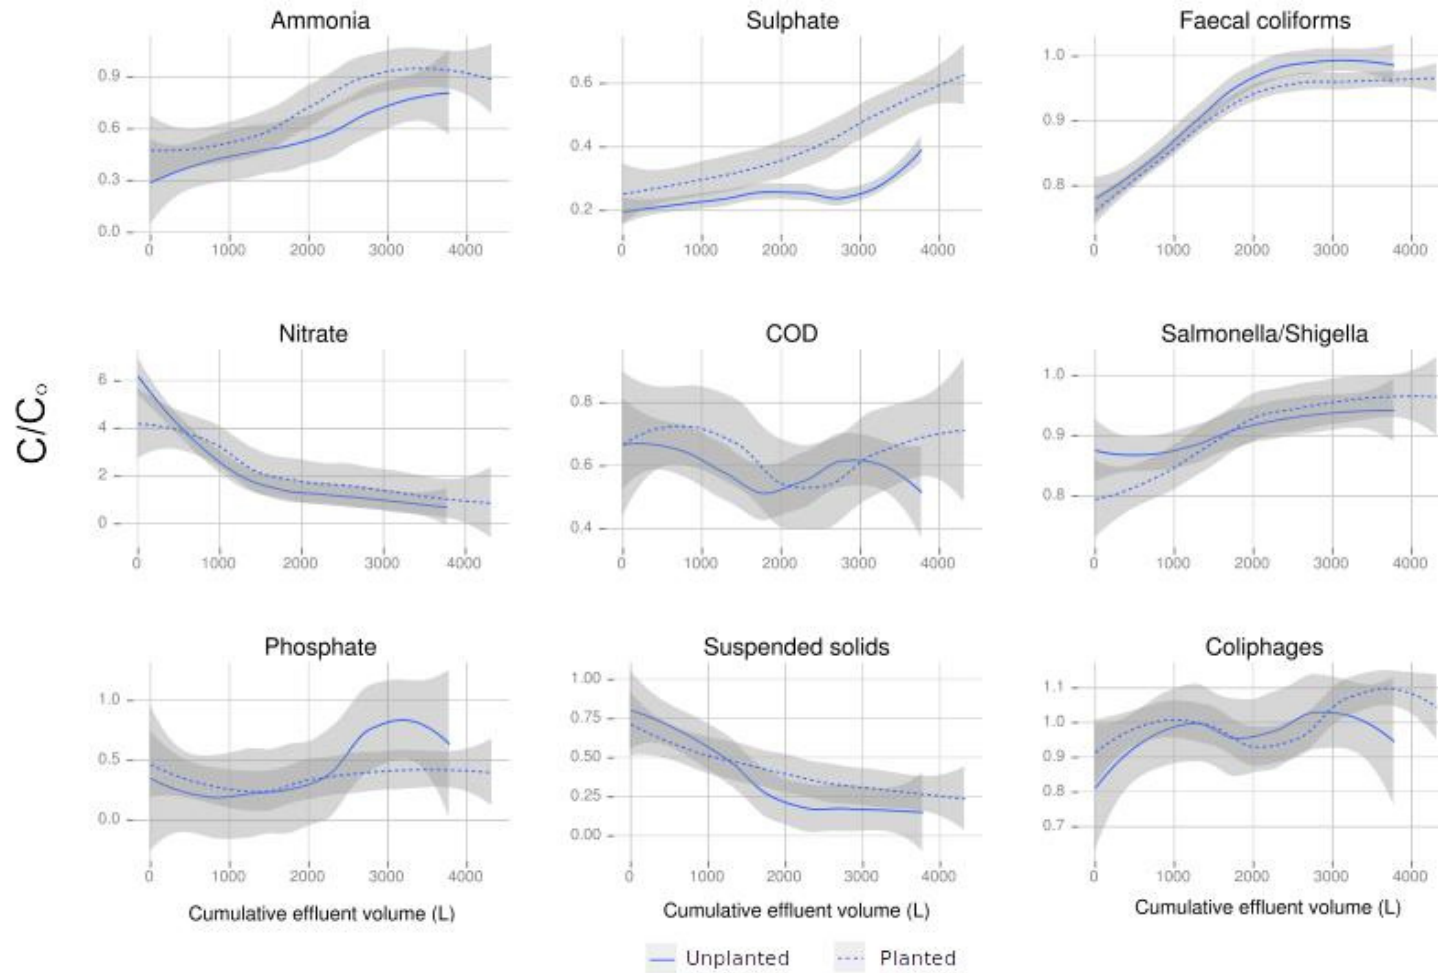 Ammonia
0.9
0.6
0.3
0.0
0 1000 2000 3000 4000
Sulphate
0.6
0.4
0.2
0 1000 2000 3000 4000
Faecal coliforms
1.0
0.9
0.8
0 1000 2000 3000 4000
C/C₀
Nitrate
6
4
2
0
0 1000 2000 3000 4000
COD
0.8
0.6
0.4
0 1000 2000 3000 4000
Salmonella/Shigella
1.0
0.9
0.8
0 1000 2000 3000 4000
Phosphate
1.0
0.5
0.0
0 1000 2000 3000 4000
Cumulative effluent volume (L)
Suspended solids
1.00
0.75
0.50
0.25
0.00
0 1000 2000 3000 4000
Cumulative effluent volume (L)
Coliphages
1.1
1.0
0.9
0.8
0.7
0 1000 2000 3000 4000
Cumulative effluent volume (L)
Unplanted Planted